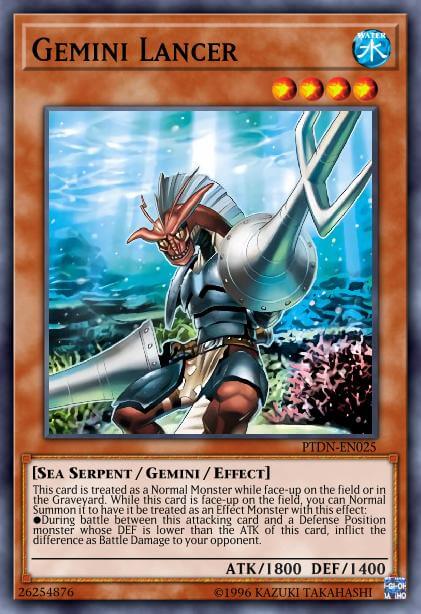 GEMINI LANCER
WATER
水
PTDN-EN025
[SEA SERPENT / GEMINI / EFFECT]
This card is treated as a Normal Monster while face-up on the field or in
the Graveyard. While this card is face-up on the field, you can Normal
Summon it to have it be treated as an Effect Monster with this effect:
●During battle between this attacking card and a Defense Position
monster whose DEF is lower than the ATK of this card, inflict the
difference as Battle Damage to your opponent.
ATK/1800 DEF/1400
26254876
©1996 KAZUKI TAKAHASHI